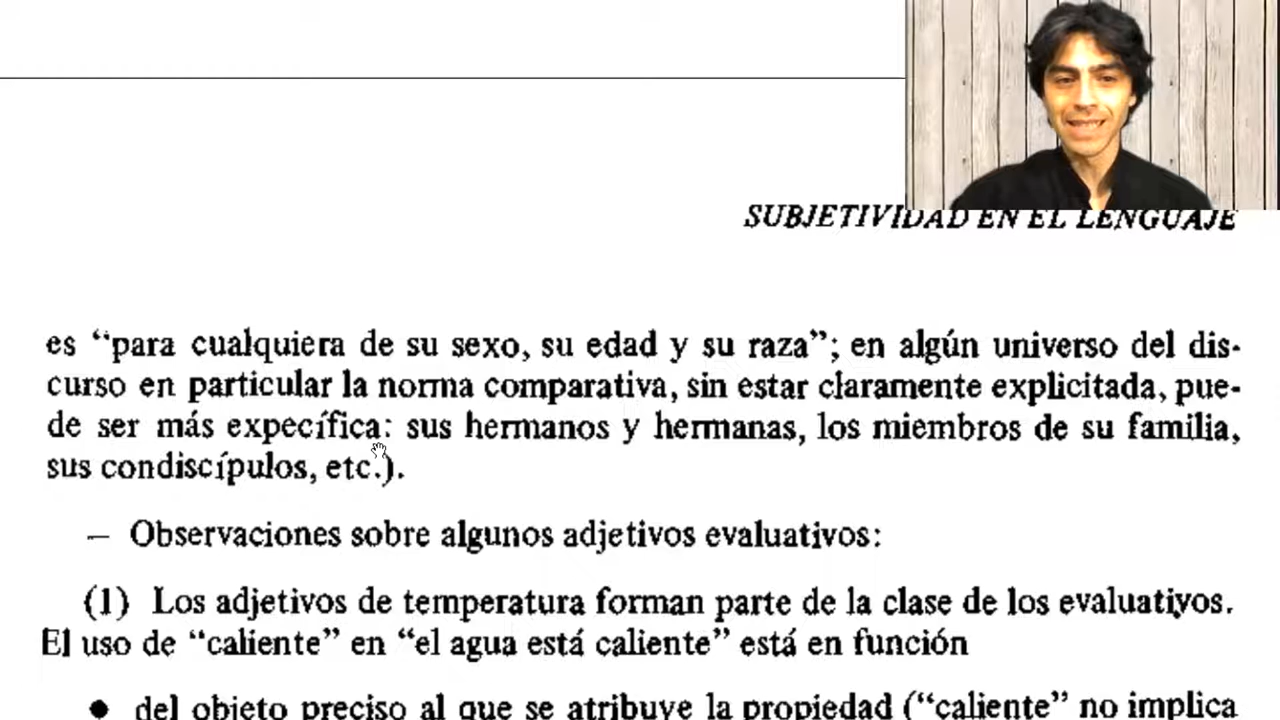 SUBJETIVIDAD EN EL LENGUAJE
es “para cualquiera de su sexo, su edad y su raza”; en algún universo del dis-
curso en particular la norma comparativa, sin estar claramente explicitada, pue-
de ser más expecífica: sus hermanos y hermanas, los miembros de su familia,
sus condiscípulos, etc.).
— Observaciones sobre algunos adjetivos evaluativos:
(1) Los adjetivos de temperatura forman parte de la clase de los evaluativos.
El uso de “caliente” en “el agua está caliente” está en función
● del objeto preciso al que se atribuye la propiedad (“caliente” no implica